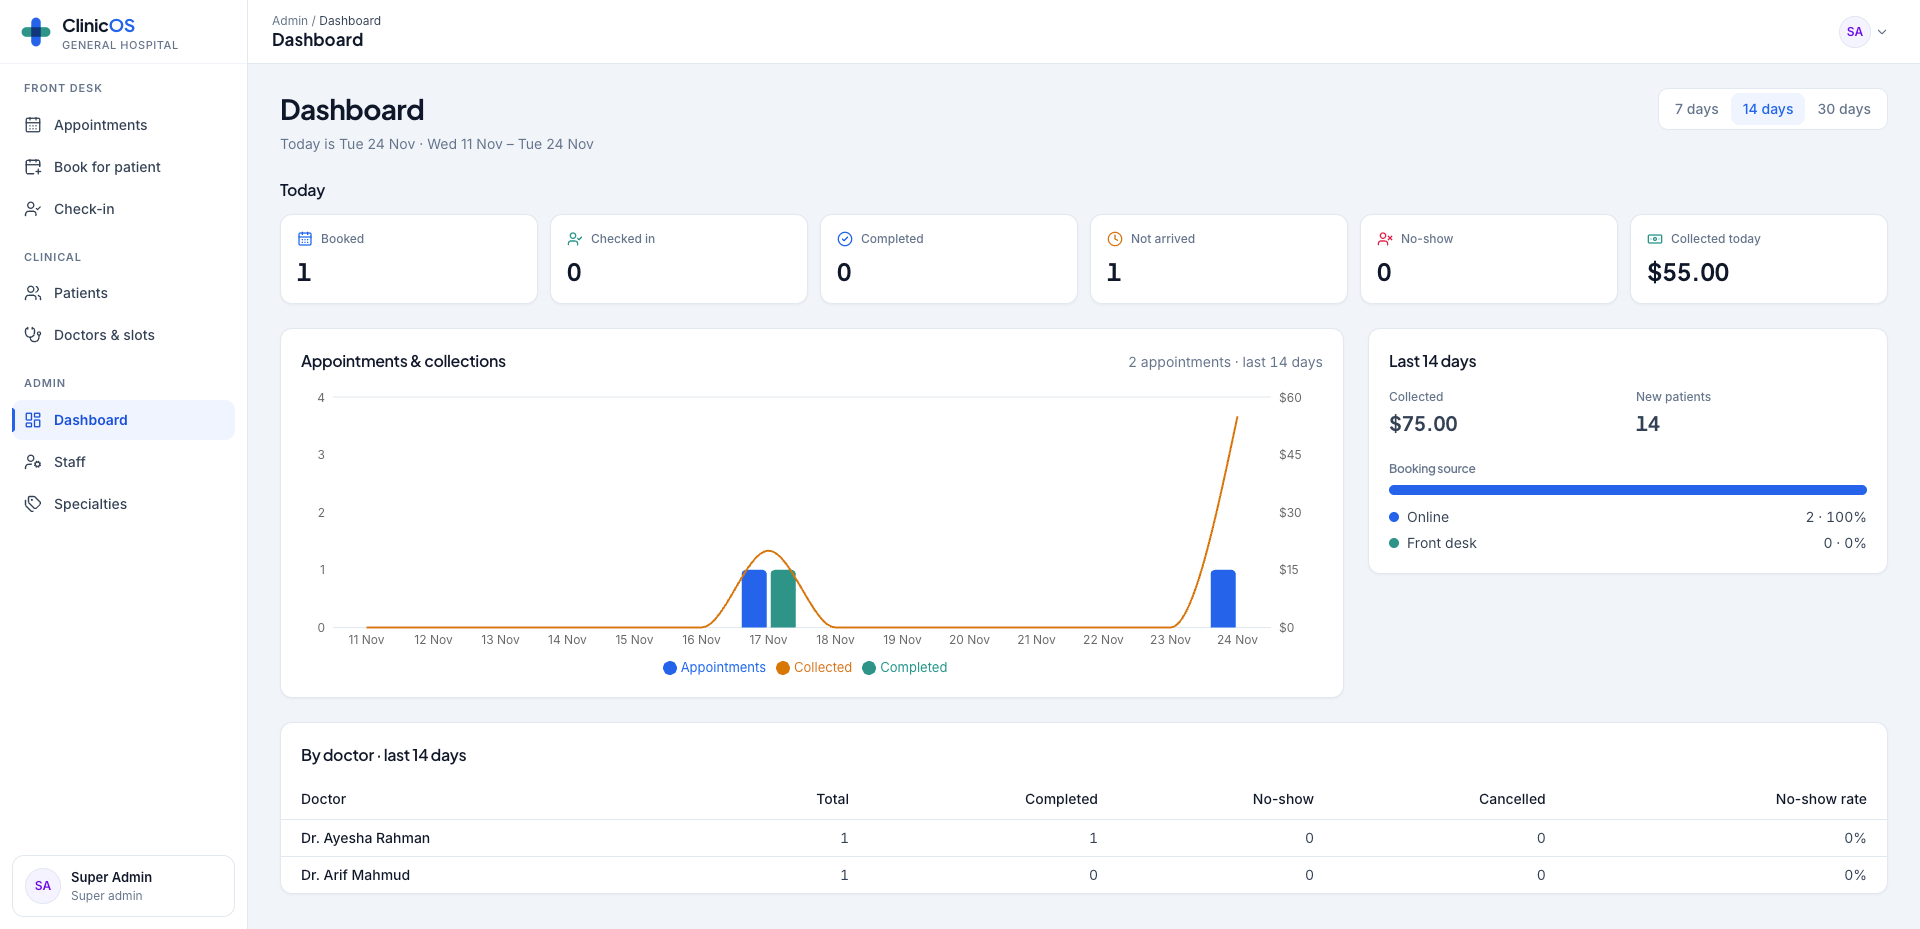 ClinicOS
GENERAL HOSPITAL
FRONT DESK
Appointments
Book for patient
Check-in
CLINICAL
Patients
Doctors & slots
ADMIN
Dashboard
Staff
Specialties
SA
Super Admin
Super admin
Admin / Dashboard
Dashboard
SA
Dashboard
Today is Tue 24 Nov · Wed 11 Nov – Tue 24 Nov
7 days 14 days 30 days
Today
Booked
1
Checked in
0
Completed
0
Not arrived
1
No-show
0
Collected today
$55.00
Appointments & collections
2 appointments · last 14 days
4 $60
3 $45
2 $30
1 $15
0 $0
11 Nov 12 Nov 13 Nov 14 Nov 15 Nov 16 Nov 17 Nov 18 Nov 19 Nov 20 Nov 21 Nov 22 Nov 23 Nov 24 Nov
Appointments Collected Completed
Last 14 days
Collected New patients
$75.00 14
Booking source
Online 2 · 100%
Front desk 0 · 0%
By doctor · last 14 days
Doctor Total Completed No-show Cancelled No-show rate
Dr. Ayesha Rahman 1 1 0 0 0%
Dr. Arif Mahmud 1 0 0 0 0%